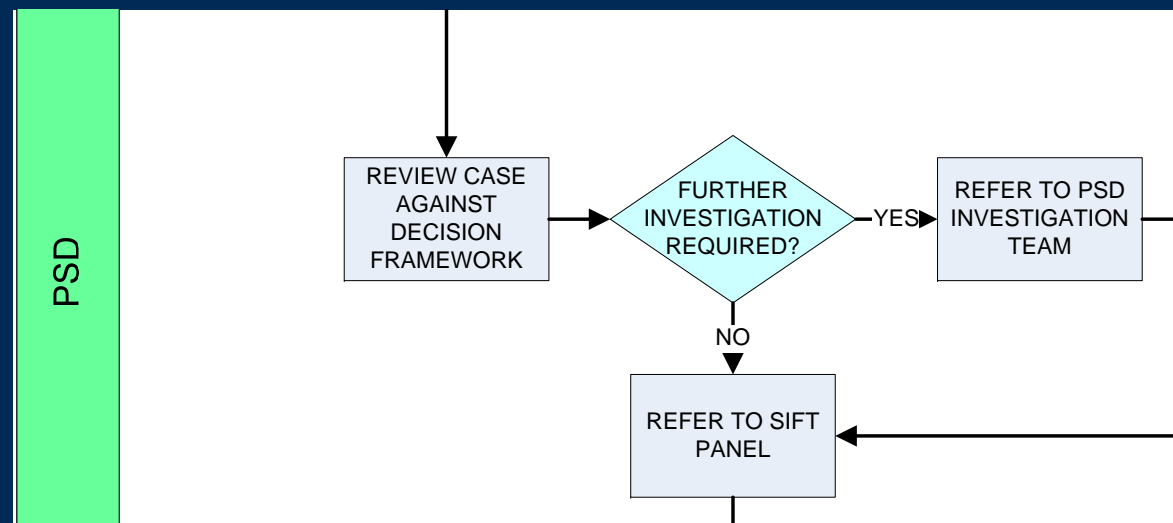 PSD
REVIEW CASE
AGAINST
DECISION
FRAMEWORK
FURTHER
INVESTIGATION
REQUIRED?
YES
REFER TO PSD
INVESTIGATION
TEAM
NO
REFER TO SIFT
PANEL